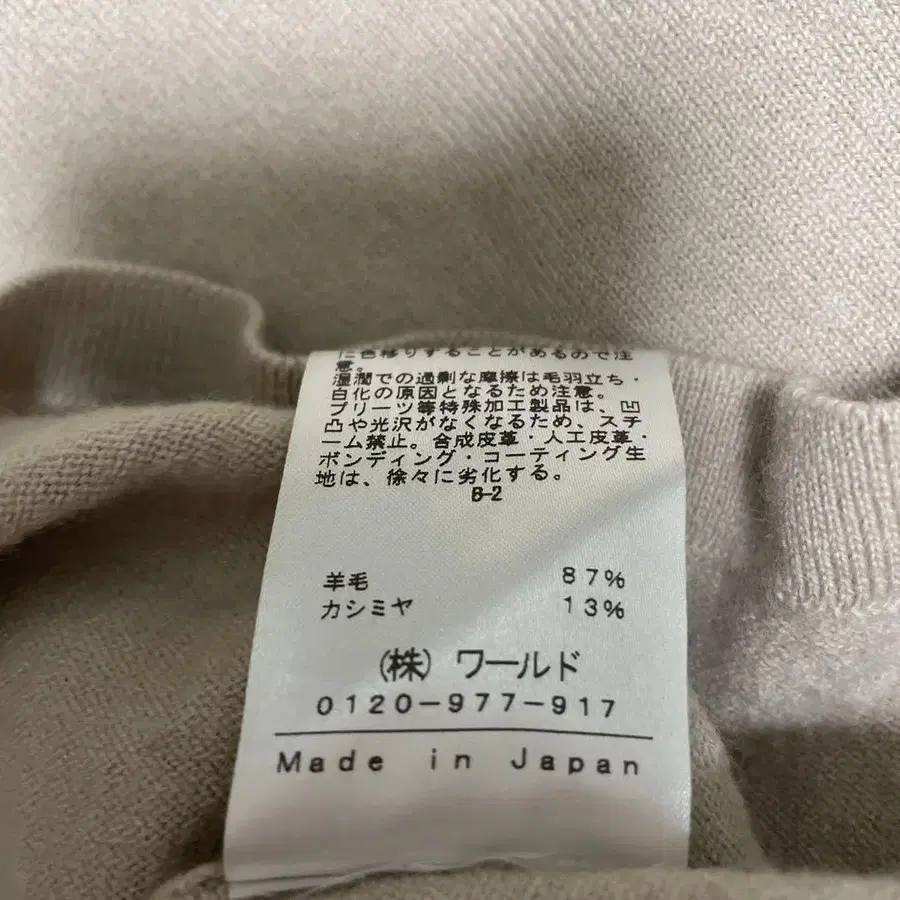 に色移りすることがあるので注
意。
湿潤での過剰な摩擦は毛羽立ち・
白化の原因となるため注意。
プリーツ等特殊加工製品は、凹
凸や光沢がなくなるため、スチ
ーム禁止。合成皮革・人工皮革・
ボンディング・コーティング生
地は、徐々に劣化する。
B-2
羊毛 87%
カシミヤ 13%
(株) ワールド
0120-977-917
Made in Japan